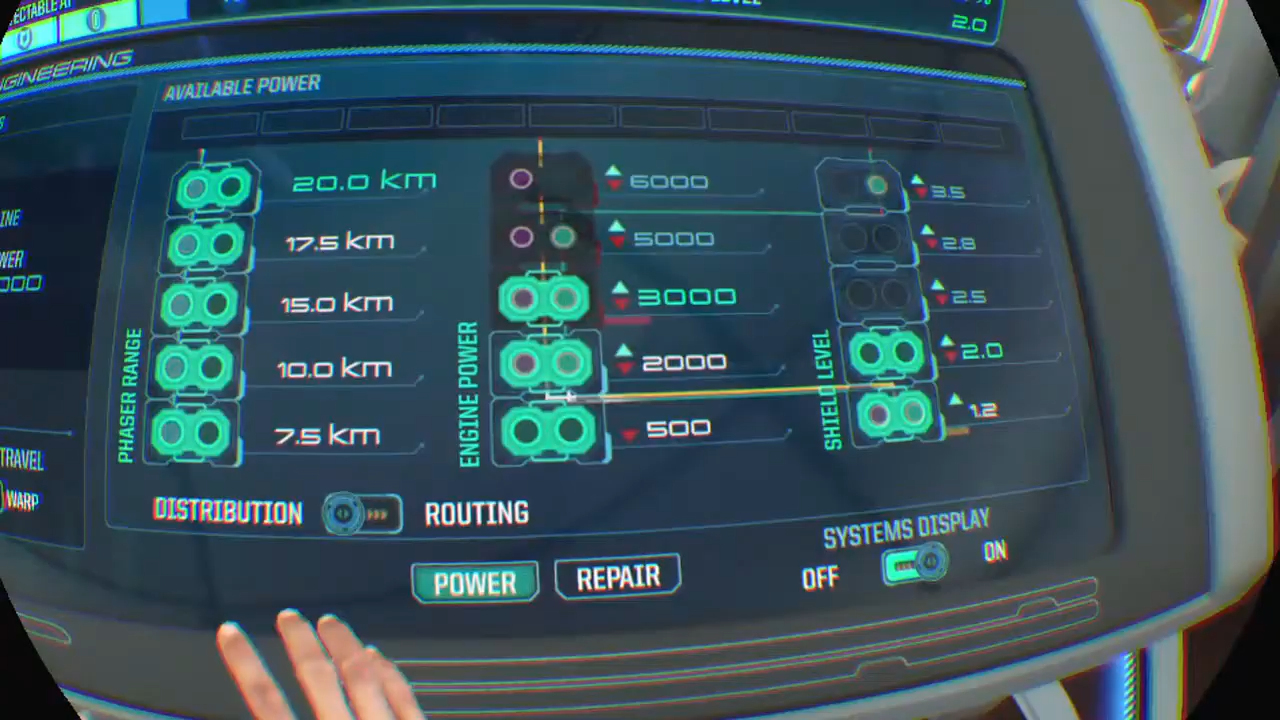 2.0
AVAILABLE POWER
PHASER RANGE
20.0 km
17.5 km
15.0 km
10.0 km
7.5 km
ENGINE POWER
6000
5000
3000
2000
500
SHIELD LEVEL
3.5
2.8
2.5
2.0
1.2
TRAVEL
WARP
DISTRIBUTION
ROUTING
SYSTEMS DISPLAY
OFF
ON
POWER
REPAIR